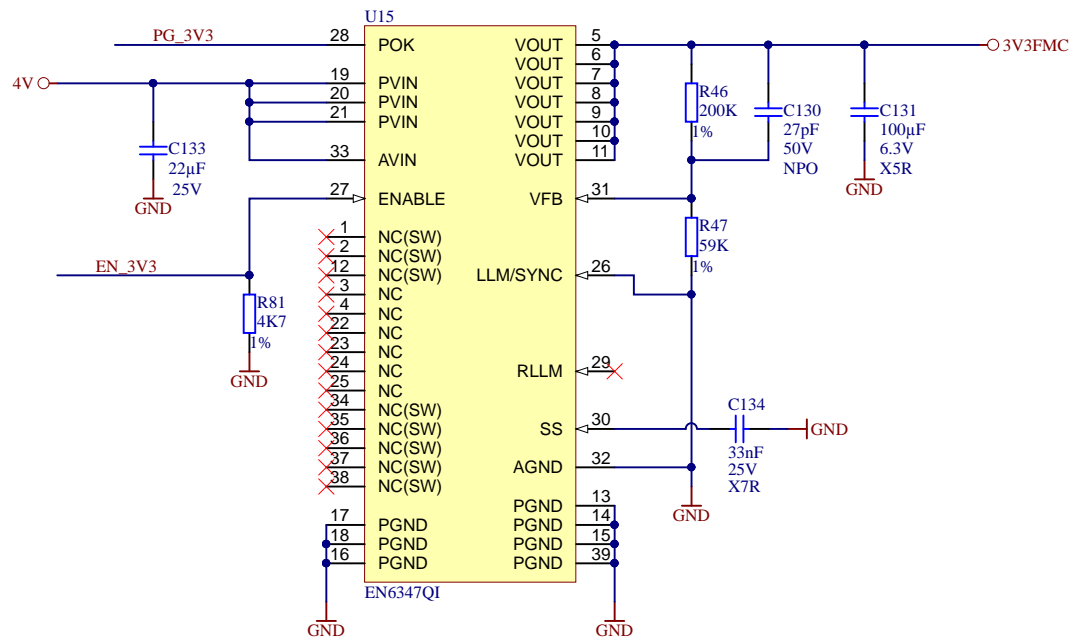 U15
PG_3V3
28
POK
VOUT
5
3V3FMC
VOUT
6
4V
19
PVIN
VOUT
7
20
PVIN
VOUT
8
21
PVIN
VOUT
9
VOUT
10
33
AVIN
VOUT
11
R46
200K
1%
C130
27pF
50V
NPO
C131
100µF
6.3V
X5R
GND
C133
22µF
25V
GND
27
ENABLE
VFB
31
R47
59K
1%
1
NC(SW)
2
NC(SW)
EN_3V3
12
NC(SW)
LLM/SYNC
26
3
NC
R81
4K7
1%
GND
4
NC
22
NC
23
NC
24
NC
RLLM
29
25
NC
34
NC(SW)
35
NC(SW)
SS
30
C134
33nF
25V
X7R
GND
36
NC(SW)
37
NC(SW)
AGND
32
38
NC(SW)
GND
PGND
13
17
PGND
PGND
14
18
PGND
PGND
15
16
PGND
PGND
39
EN6347QI
GND
GND